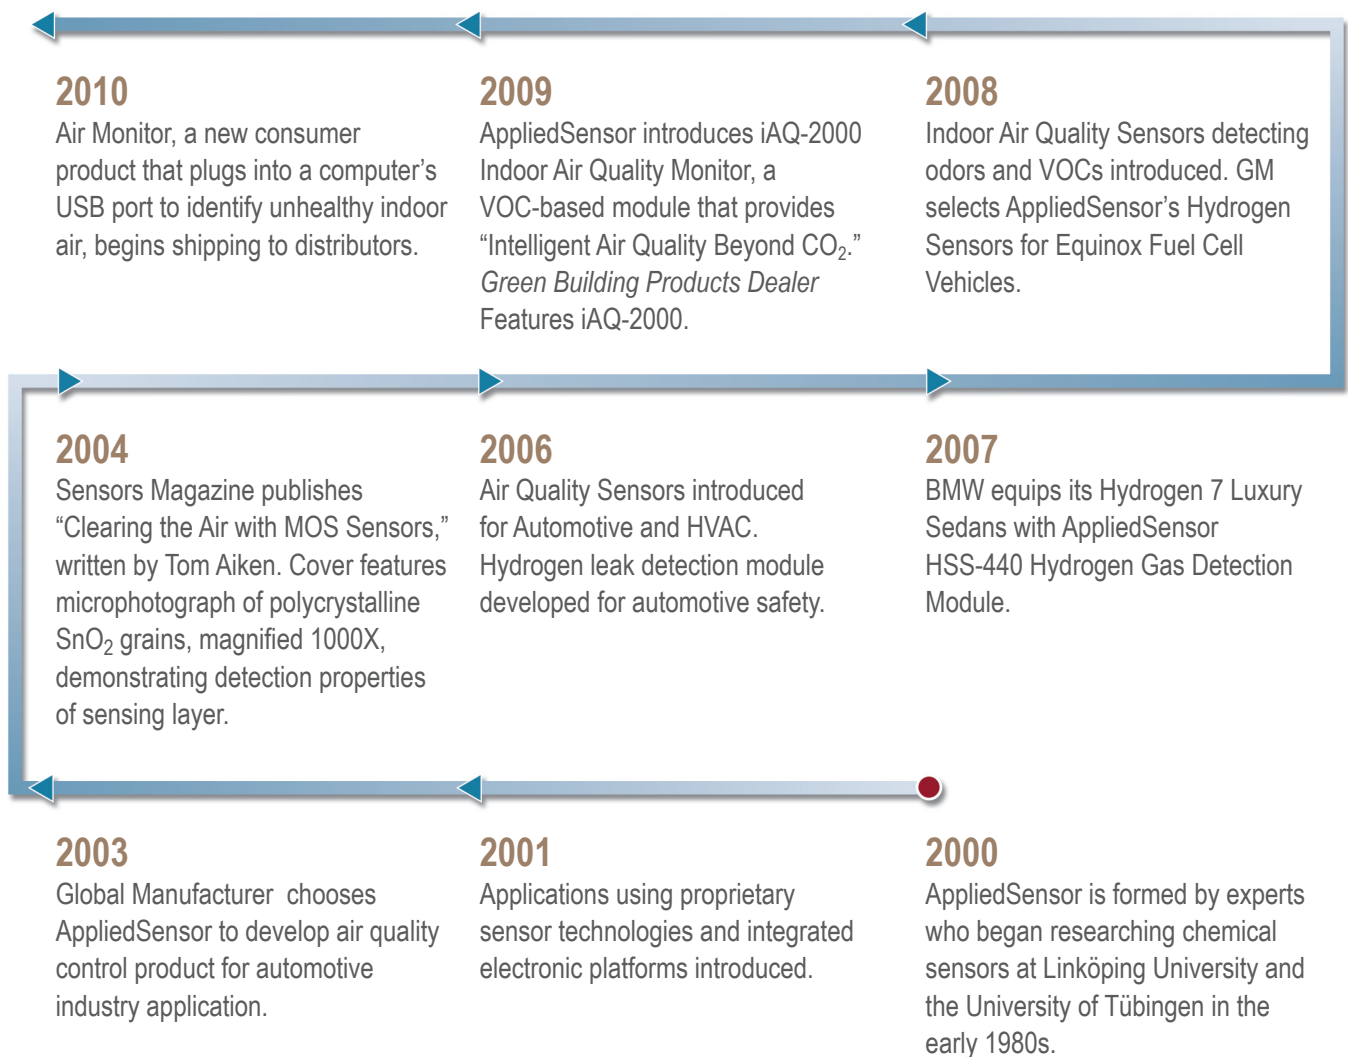 2010
Air Monitor, a new consumer
product that plugs into a computer’s
USB port to identify unhealthy indoor
air, begins shipping to distributors.
2009
AppliedSensor introduces iAQ-2000
Indoor Air Quality Monitor, a
VOC-based module that provides
“Intelligent Air Quality Beyond CO₂.”
Green Building Products Dealer
Features iAQ-2000.
2008
Indoor Air Quality Sensors detecting
odors and VOCs introduced. GM
selects AppliedSensor’s Hydrogen
Sensors for Equinox Fuel Cell
Vehicles.
2004
Sensors Magazine publishes
“Clearing the Air with MOS Sensors,”
written by Tom Aiken. Cover features
microphotograph of polycrystalline
SnO₂ grains, magnified 1000X,
demonstrating detection properties
of sensing layer.
2006
Air Quality Sensors introduced
for Automotive and HVAC.
Hydrogen leak detection module
developed for automotive safety.
2007
BMW equips its Hydrogen 7 Luxury
Sedans with AppliedSensor
HSS-440 Hydrogen Gas Detection
Module.
2003
Global Manufacturer chooses
AppliedSensor to develop air quality
control product for automotive
industry application.
2001
Applications using proprietary
sensor technologies and integrated
electronic platforms introduced.
2000
AppliedSensor is formed by experts
who began researching chemical
sensors at Linköping University and
the University of Tübingen in the
early 1980s.